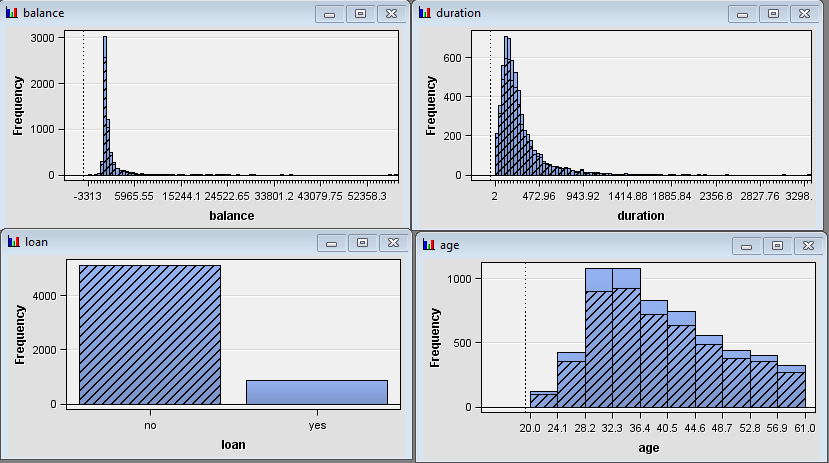 balance
3000
2000
1000
0
Frequency
-3313 5965.55 15244.1 24522.65 33801.2 43079.75 52358.3
balance
duration
600
400
200
0
Frequency
2 472.96 943.92 1414.88 1885.84 2356.8 2827.76 3298.
duration
loan
4000
2000
0
Frequency
no yes
loan
age
1000
500
0
Frequency
20.0 24.1 28.2 32.3 36.4 40.5 44.6 48.7 52.8 56.9 61.0
age